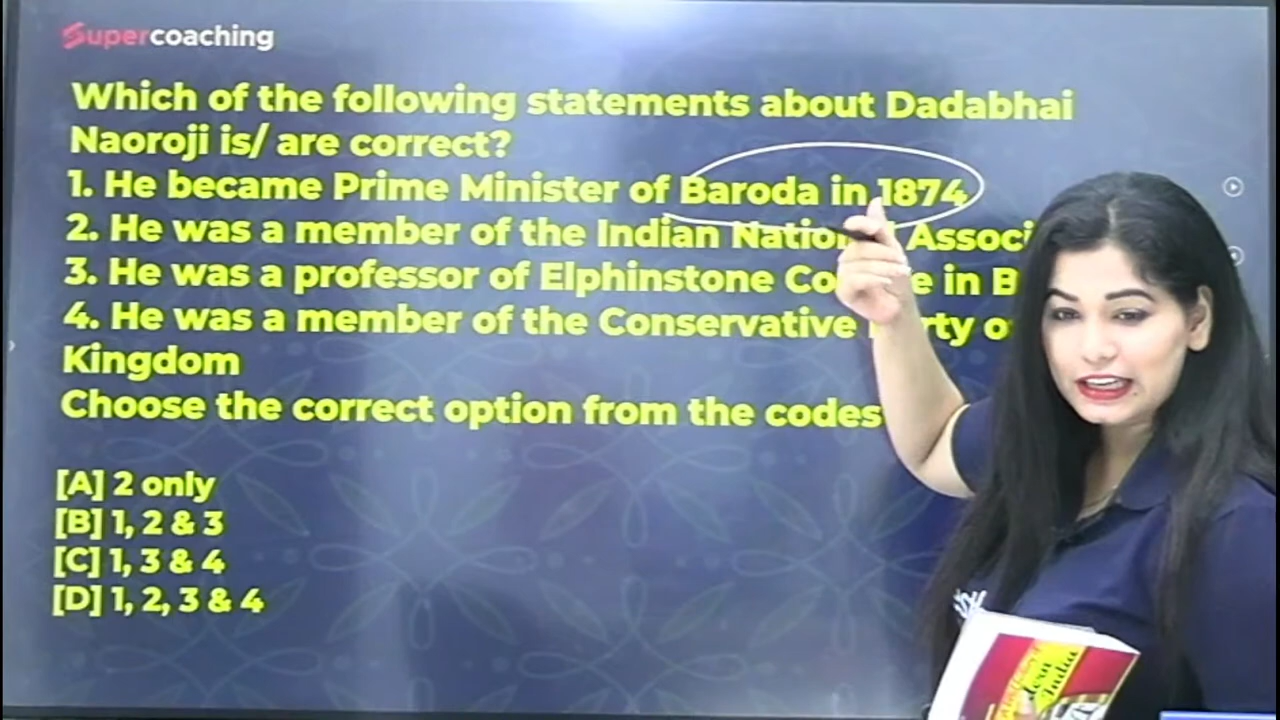 Supercoaching
Which of the following statements about Dadabhai
Naoroji is/ are correct?
1. He became Prime Minister of Baroda in 1874
2. He was a member of the Indian
3. He was a professor of Elphinstone in
4. He was a member of the Conservative
Kingdom
Choose the correct option from the codes
[A] 2 only
[B] 1, 2 & 3
[C] 1, 3 & 4
[D] 1, 2, 3 & 4
India